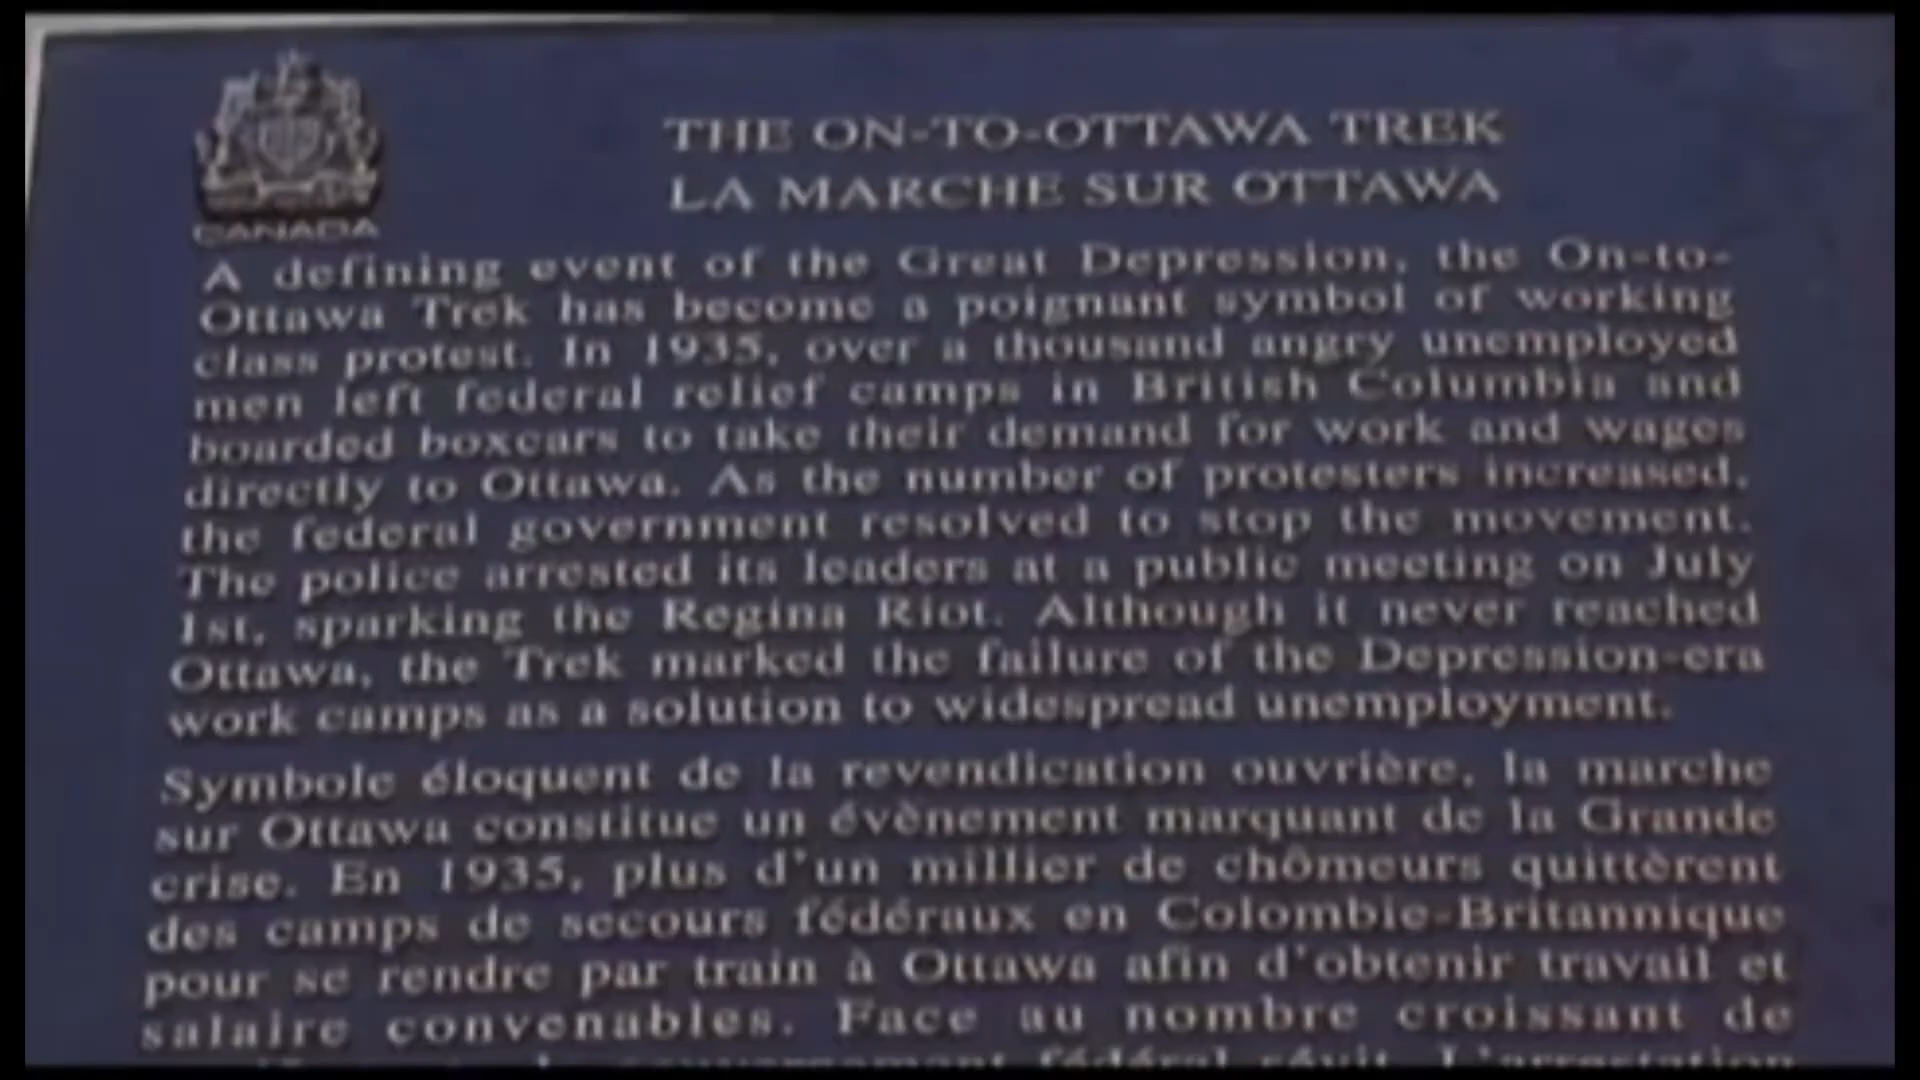 CANADA
THE ON-TO-OTTAWA TREK
LA MARCHE SUR OTTAWA
A defining event of the Great Depression, the On-to-
Ottawa Trek has become a poignant symbol of working
class protest. In 1935, over a thousand angry unemployed
men left federal relief camps in British Columbia and
boarded boxcars to take their demand for work and wages
directly to Ottawa. As the number of protesters increased,
the federal government resolved to stop the movement.
The police arrested its leaders at a public meeting on July
1st, sparking the Regina Riot. Although it never reached
Ottawa, the Trek marked the failure of the Depression-era
work camps as a solution to widespread unemployment.
Symbole éloquent de la revendication ouvrière, la marche
sur Ottawa constitue un évènement marquant de la Grande
crise. En 1935, plus d'un millier de chômeurs quittèrent
des camps de secours fédéraux en Colombie-Britannique
pour se rendre par train à Ottawa afin d'obtenir travail et
salaire convenables. Face au nombre croissant de
gouvernement fédéral sévit. L'arrestation